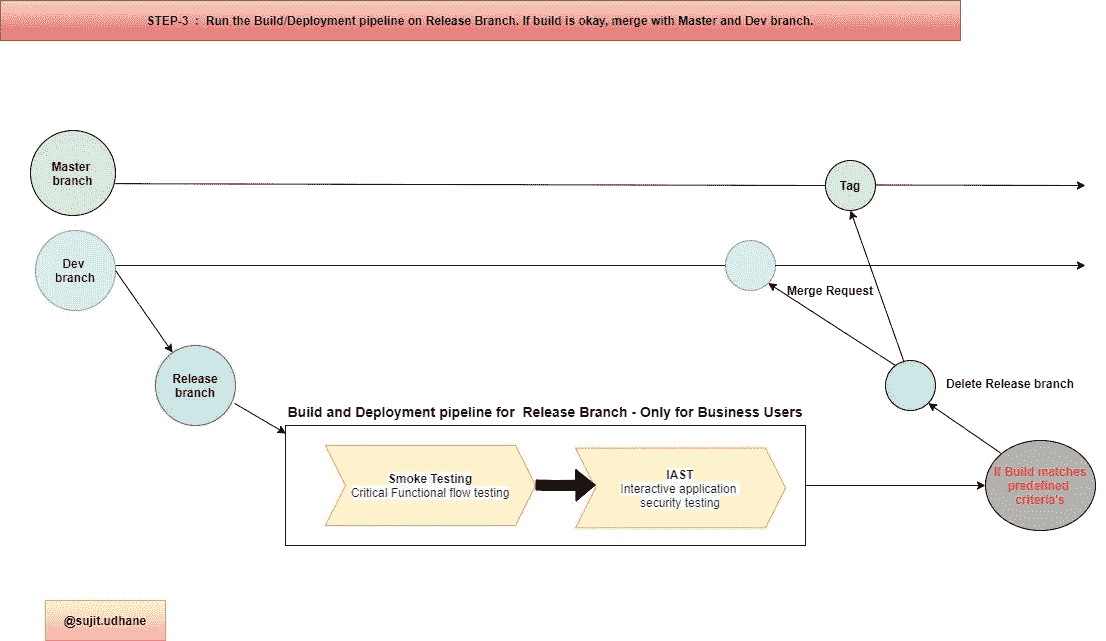 STEP-3 : Run the Build/Deployment pipeline on Release Branch. If build is okay, merge with Master and Dev branch.
Master
branch
Tag
Dev
branch
Merge Request
Release
branch
Delete Release branch
Build and Deployment pipeline for Release Branch - Only for Business Users
Smoke Testing
Critical Functional flow testing
IAST
Interactive application
security testing
If Build matches
predefined
criteria's
@sujit.udhane